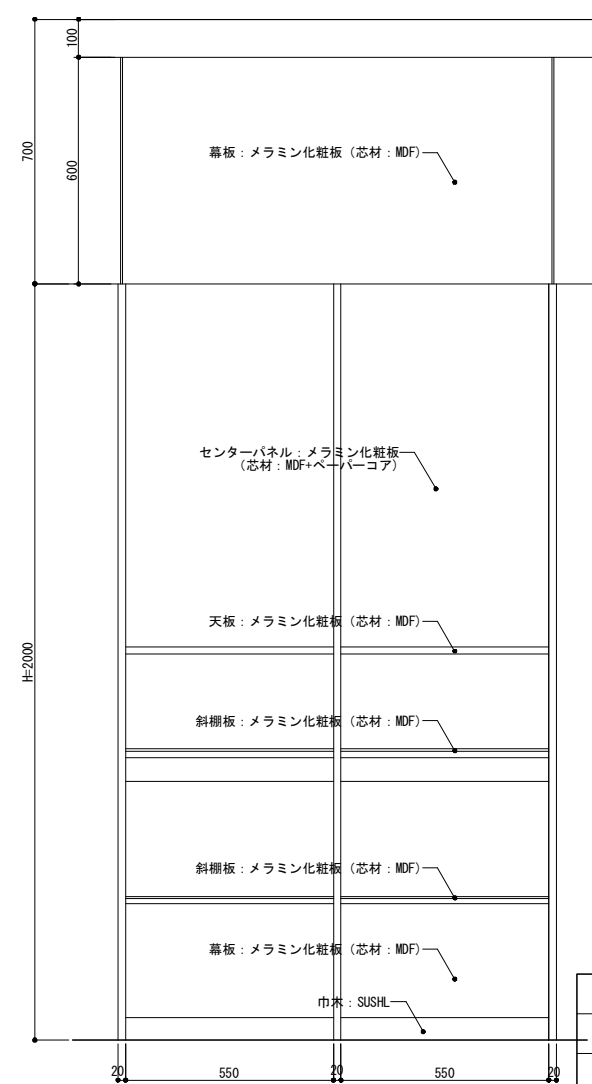 100
700
600
幕板：メラミン化粧板（芯材：MDF）
センターパネル：メラミン化粧板
（芯材：MDF+ペーパーコア）
天板：メラミン化粧板（芯材：MDF）
H=2000
斜棚板：メラミン化粧板（芯材：MDF）
斜棚板：メラミン化粧板（芯材：MDF）
幕板：メラミン化粧板（芯材：MDF）
巾木：SUSHL
20 550 20 550 20